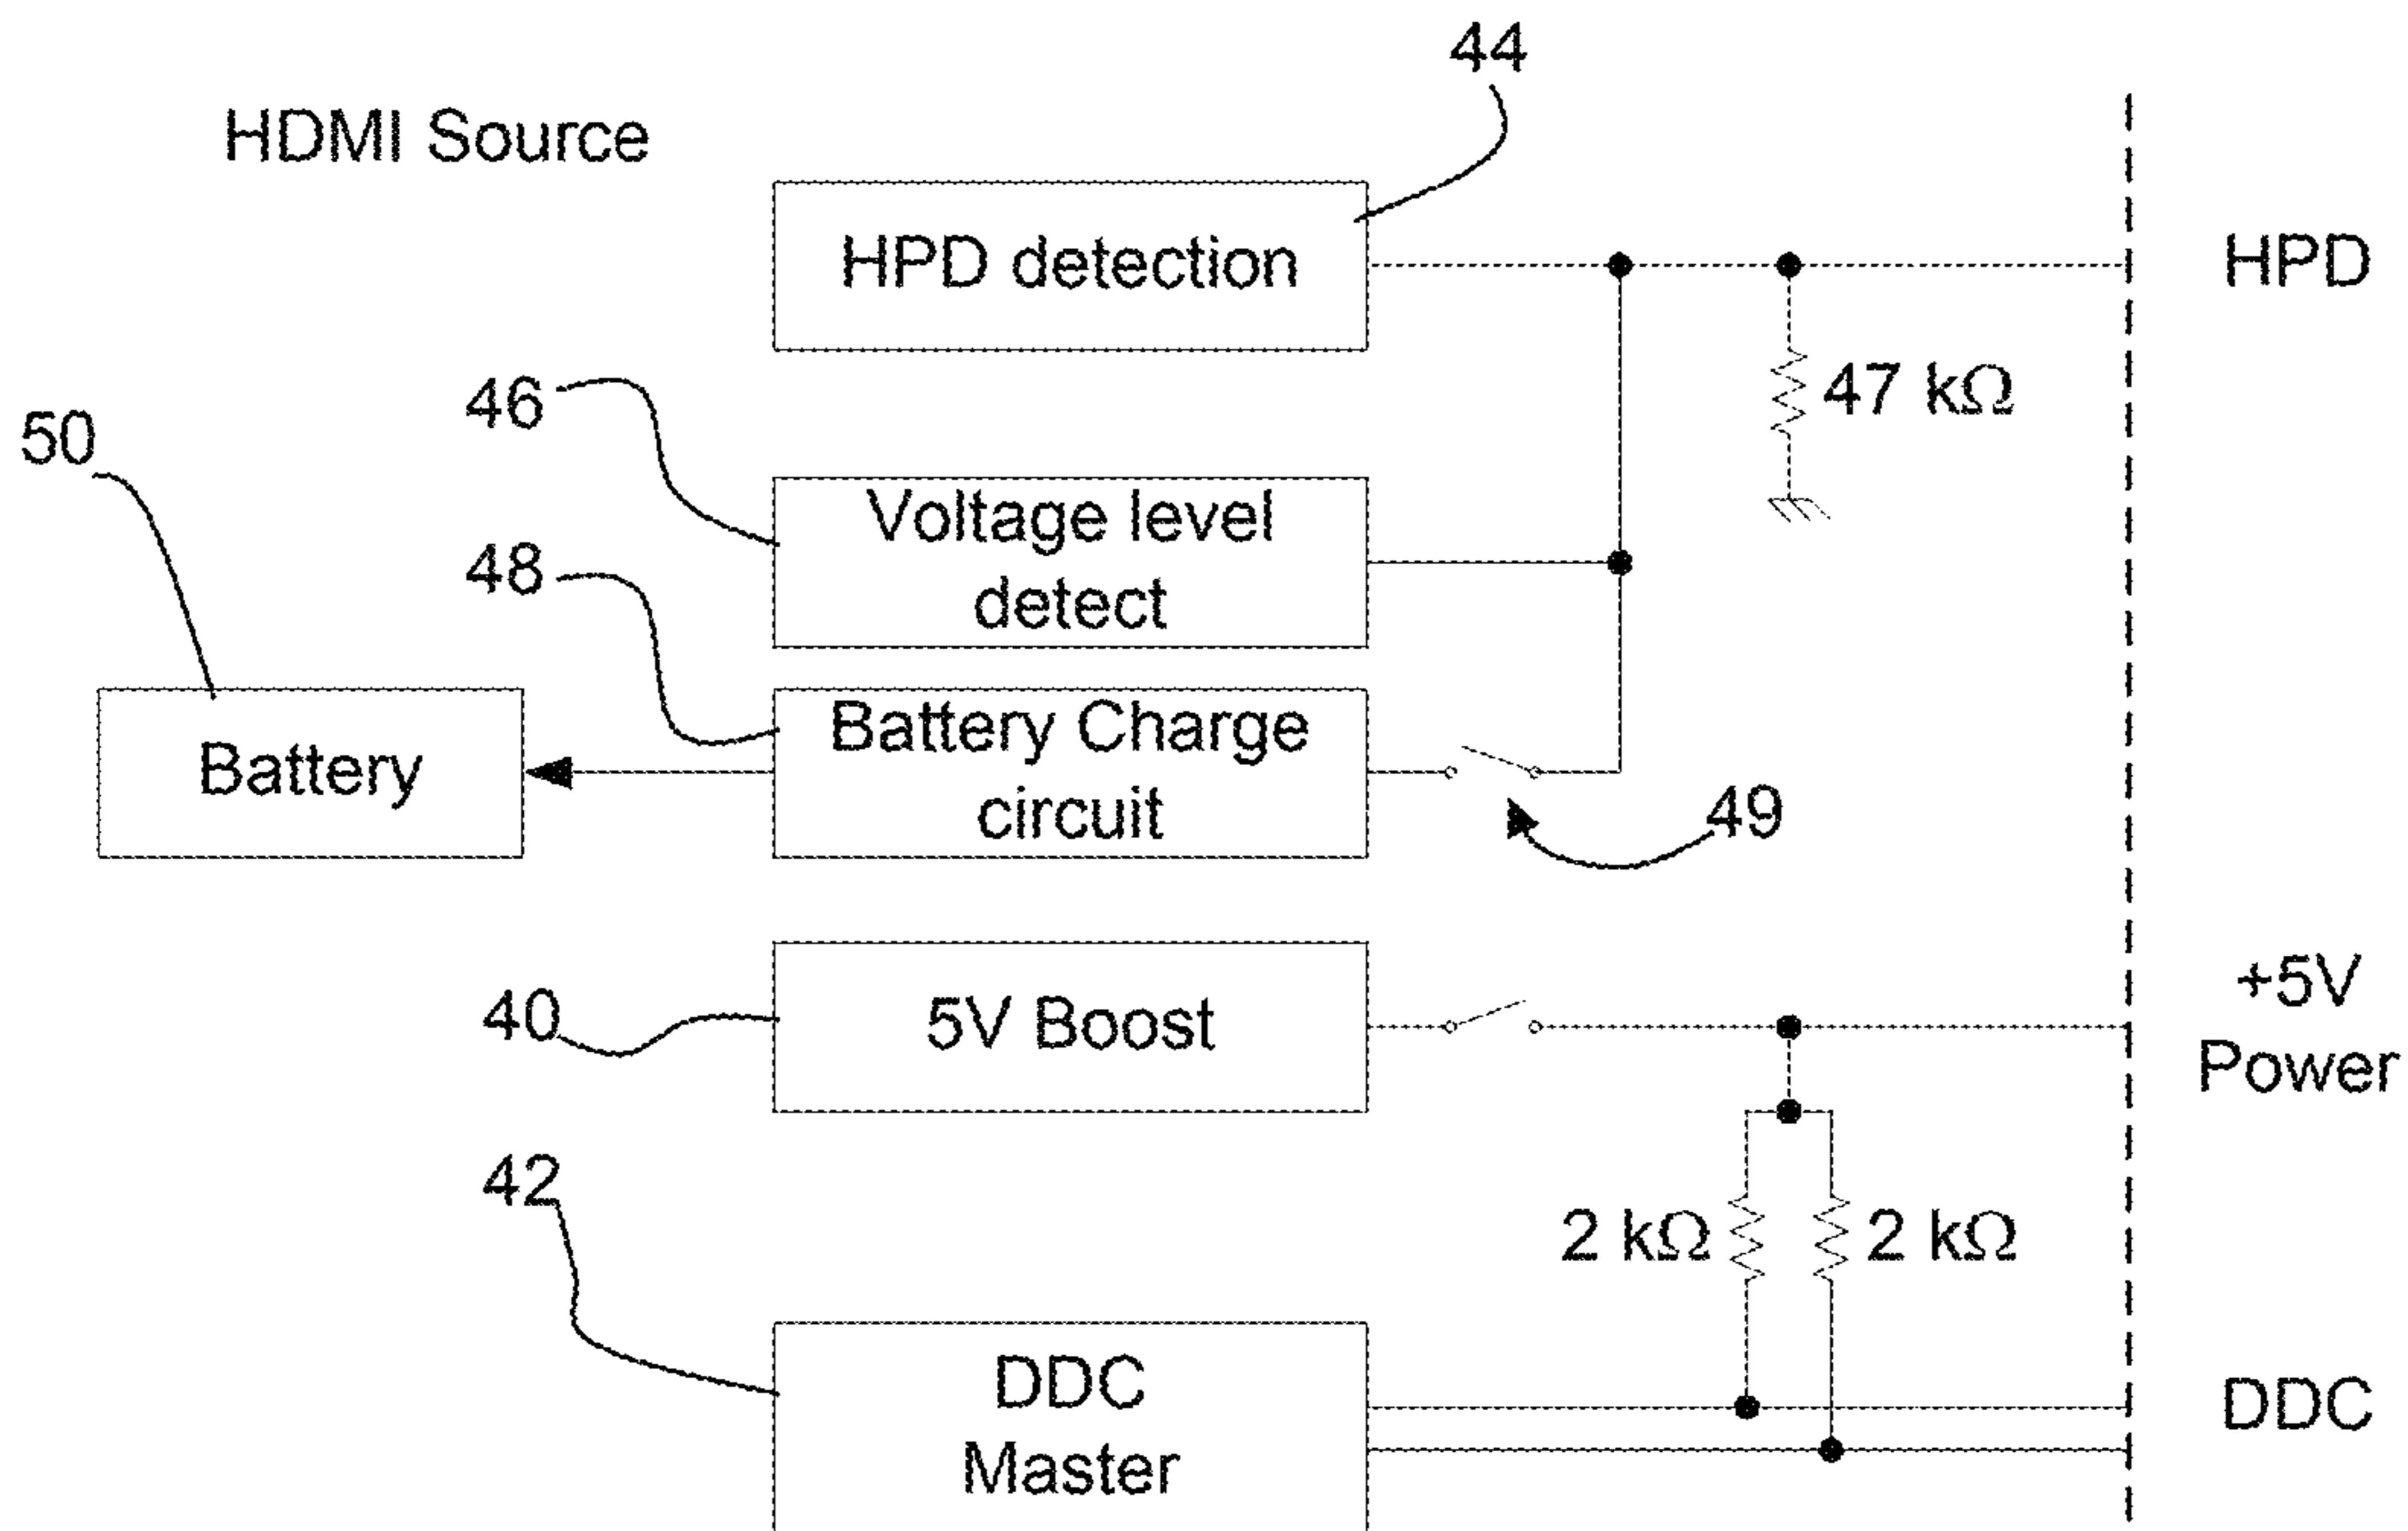 44
HDMI Source
HPD detection
HPD
46
47 kΩ
50
Voltage level
detect
48
Battery
Battery Charge
circuit
49
40
5V Boost
+5V
Power
42
2 kΩ
2 kΩ
DDC
Master
DDC